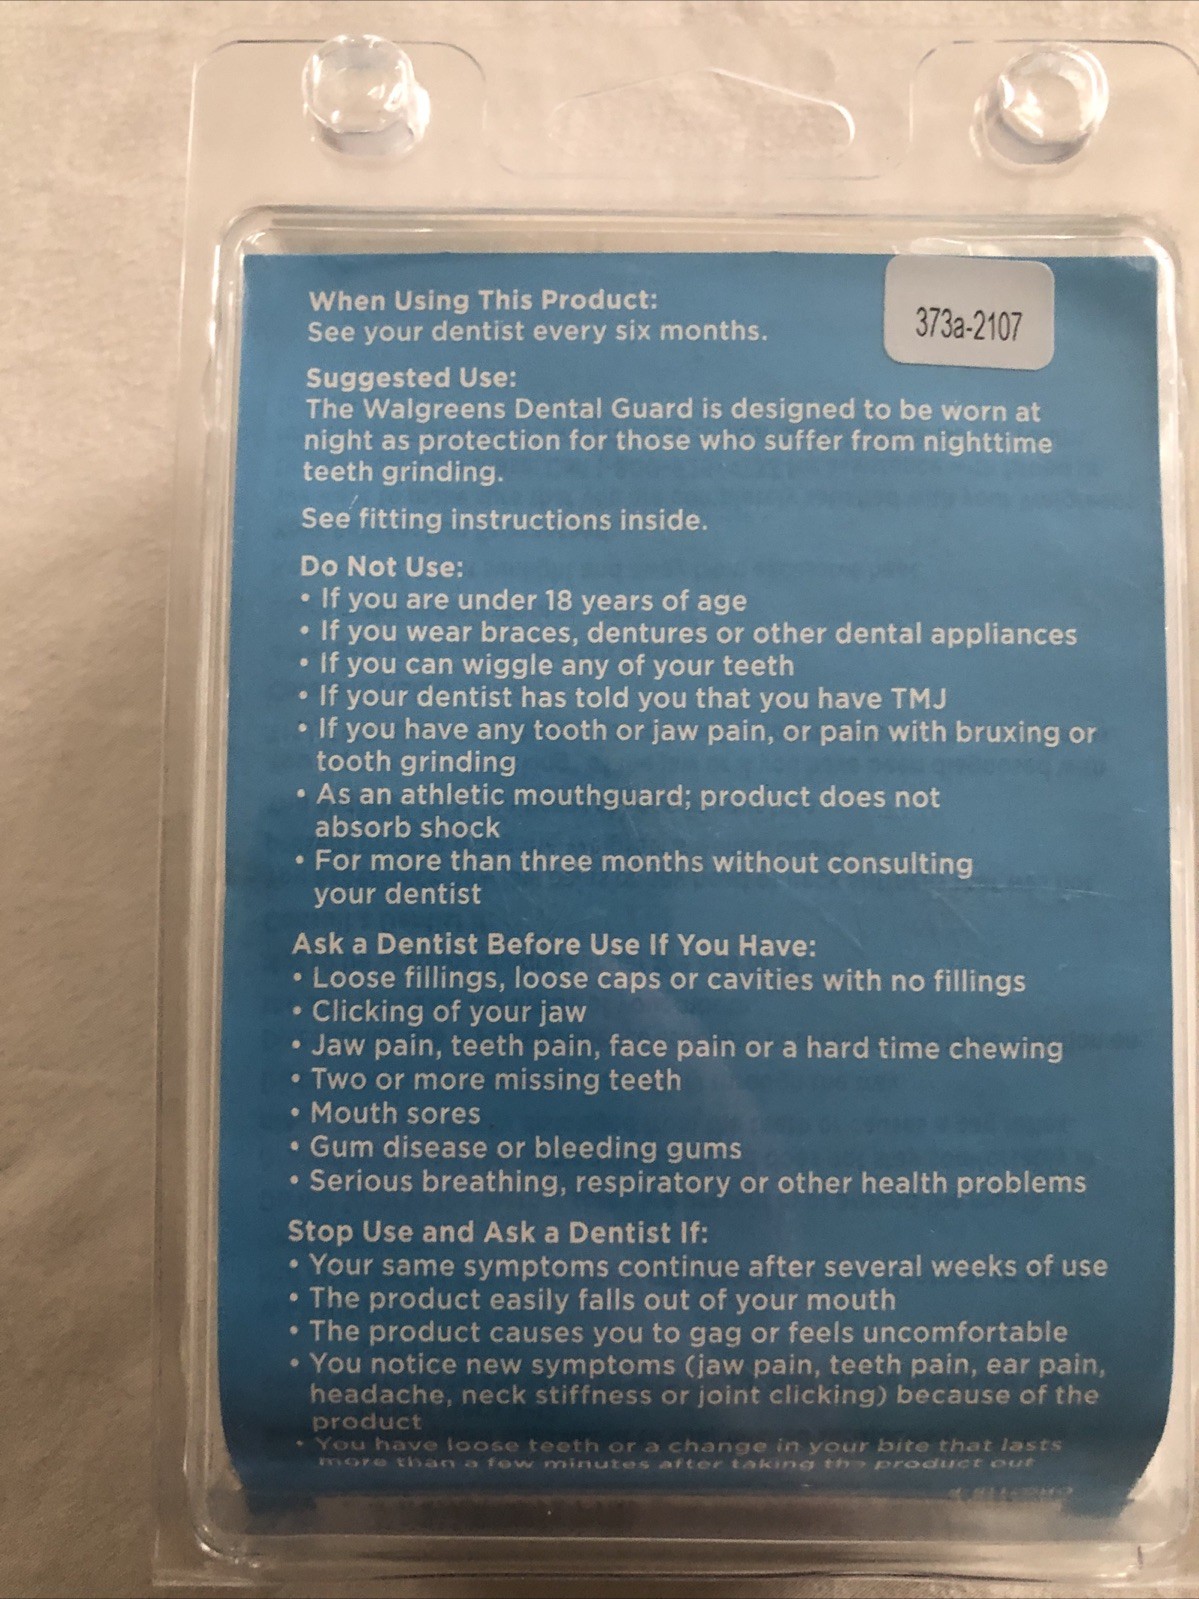 When Using This Product:
See your dentist every six months.
373a-2107
Suggested Use:
The Walgreens Dental Guard is designed to be worn at
night as protection for those who suffer from nighttime
teeth grinding.
See fitting instructions inside.
Do Not Use:
• If you are under 18 years of age
• If you wear braces, dentures or other dental appliances
• If you can wiggle any of your teeth
• If your dentist has told you that you have TMJ
• If you have any tooth or jaw pain, or pain with bruxing or
tooth grinding
• As an athletic mouthguard; product does not
absorb shock
• For more than three months without consulting
your dentist
Ask a Dentist Before Use If You Have:
• Loose fillings, loose caps or cavities with no fillings
• Clicking of your jaw
• Jaw pain, teeth pain, face pain or a hard time chewing
• Two or more missing teeth
• Mouth sores
• Gum disease or bleeding gums
• Serious breathing, respiratory or other health problems
Stop Use and Ask a Dentist If:
• Your same symptoms continue after several weeks of use
• The product easily falls out of your mouth
• The product causes you to gag or feels uncomfortable
• You notice new symptoms (jaw pain, teeth pain, ear pain,
headache, neck stiffness or joint clicking) because of the
product
• You have loose teeth or a change in your bite that lasts
more than a few minutes after taking the product out